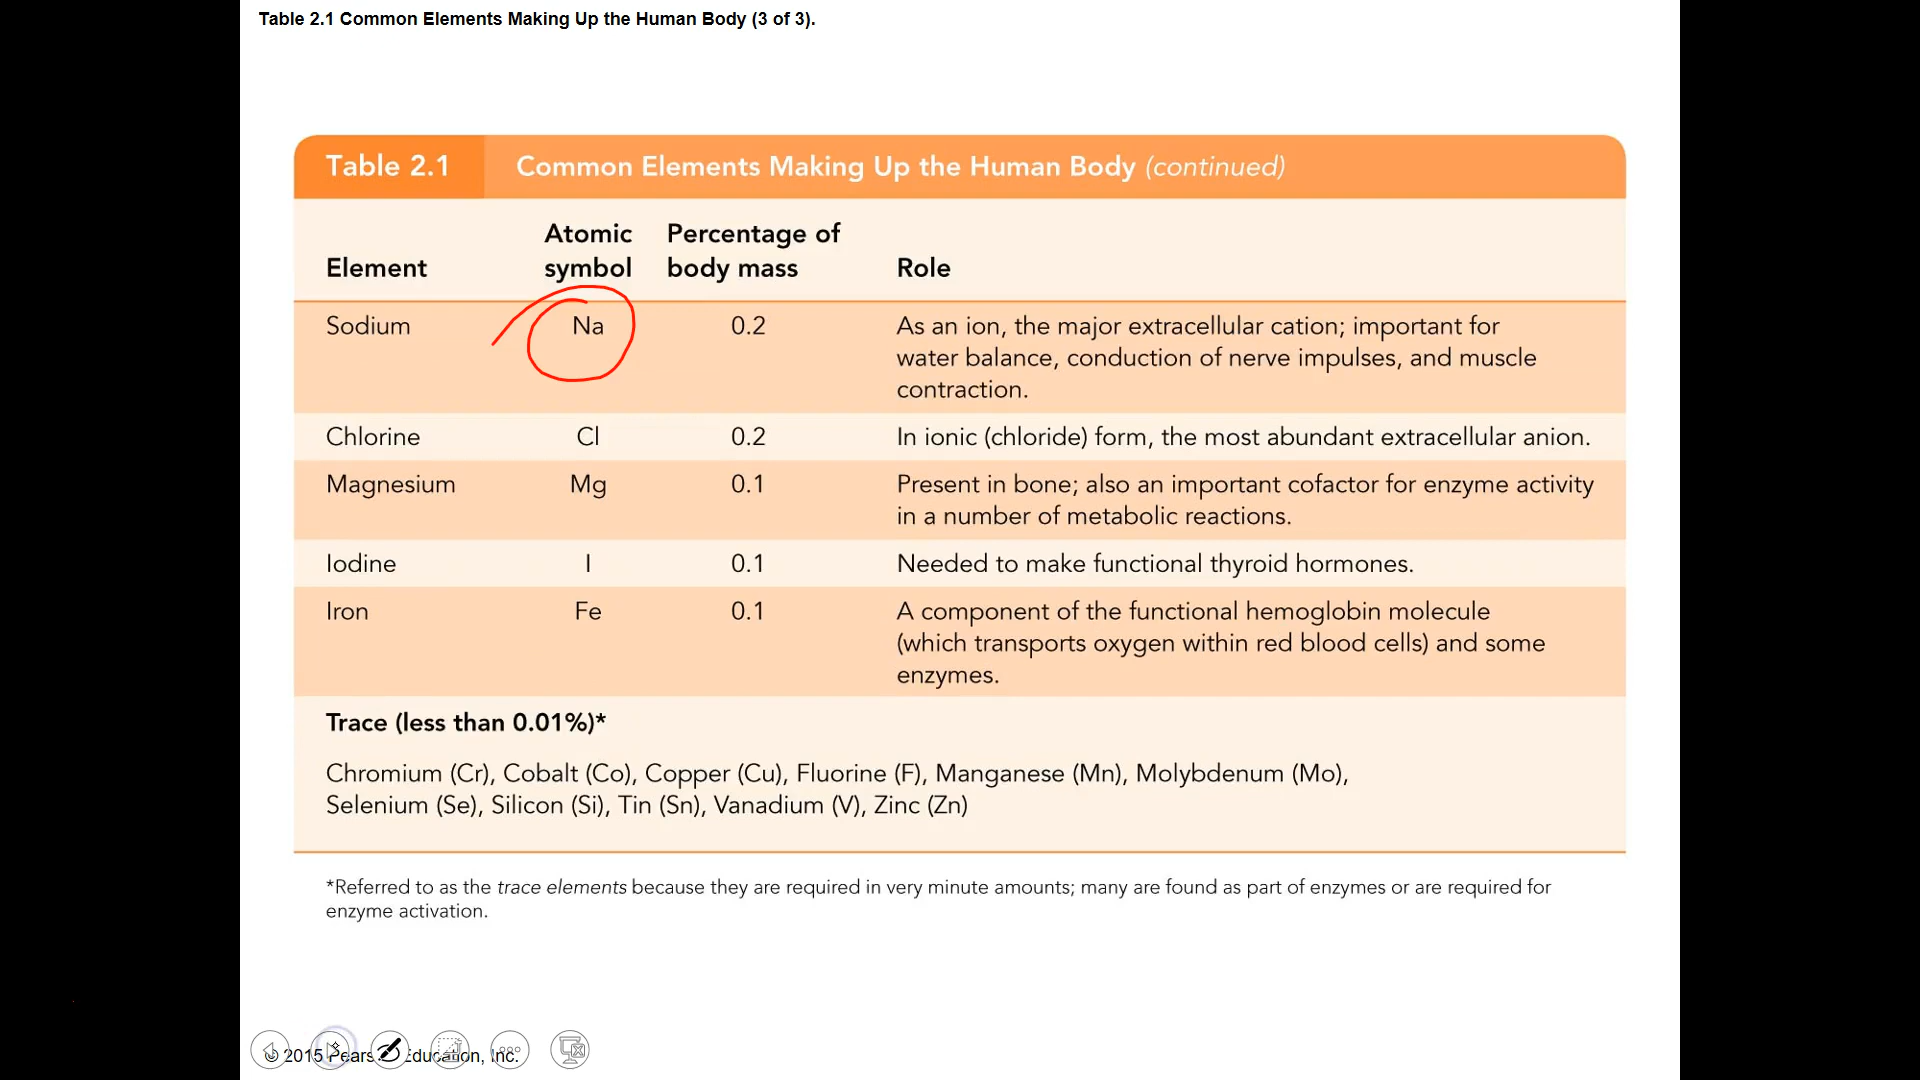 Table 2.1 Common Elements Making Up the Human Body (3 of 3).
Table 2.1 Common Elements Making Up the Human Body (continued)
Element Atomic symbol Percentage of body mass Role
Sodium Na 0.2 As an ion, the major extracellular cation; important for
water balance, conduction of nerve impulses, and muscle
contraction.
Chlorine Cl 0.2 In ionic (chloride) form, the most abundant extracellular anion.
Magnesium Mg 0.1 Present in bone; also an important cofactor for enzyme activity
in a number of metabolic reactions.
Iodine I 0.1 Needed to make functional thyroid hormones.
Iron Fe 0.1 A component of the functional hemoglobin molecule
(which transports oxygen within red blood cells) and some
enzymes.
Trace (less than 0.01%)*
Chromium (Cr), Cobalt (Co), Copper (Cu), Fluorine (F), Manganese (Mn), Molybdenum (Mo),
Selenium (Se), Silicon (Si), Tin (Sn), Vanadium (V), Zinc (Zn)
*Referred to as the trace elements because they are required in very minute amounts; many are found as part of enzymes or are required for
enzyme activation.
© 2015 Pearson Education, Inc.